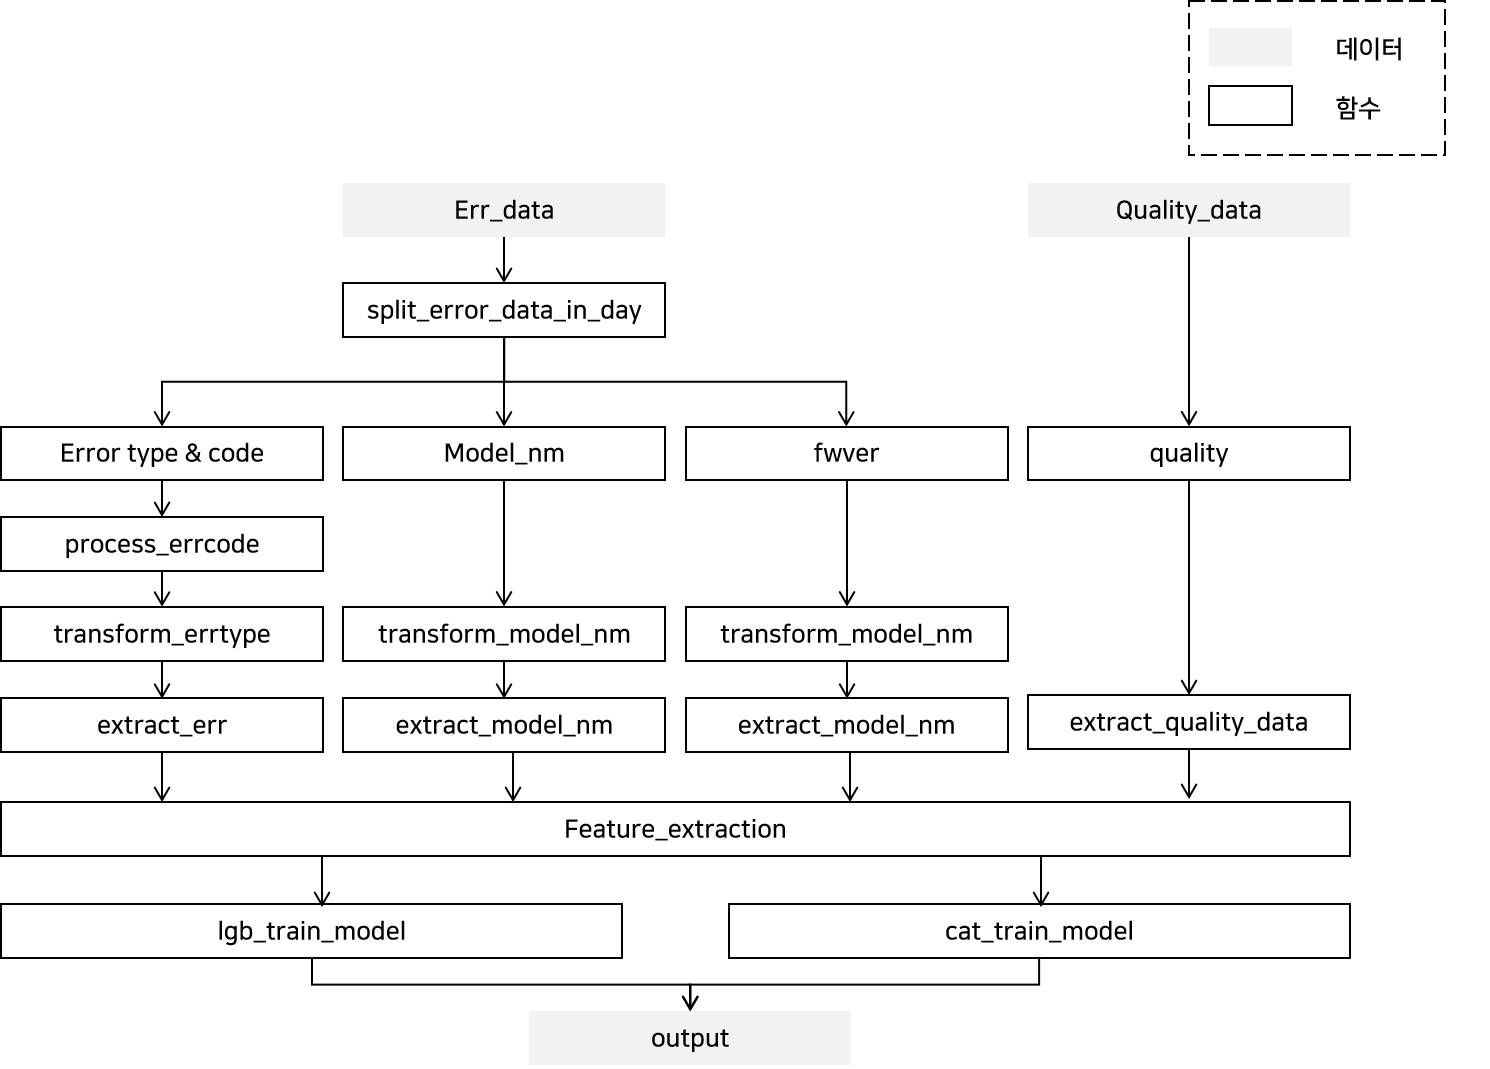 데이터
함수
Err_data
Quality_data
split_error_data_in_day
Error type & code
Model_nm
fwver
quality
process_errcode
transform_errtype
transform_model_nm
transform_model_nm
extract_err
extract_model_nm
extract_model_nm
extract_quality_data
Feature_extraction
lgb_train_model
cat_train_model
output